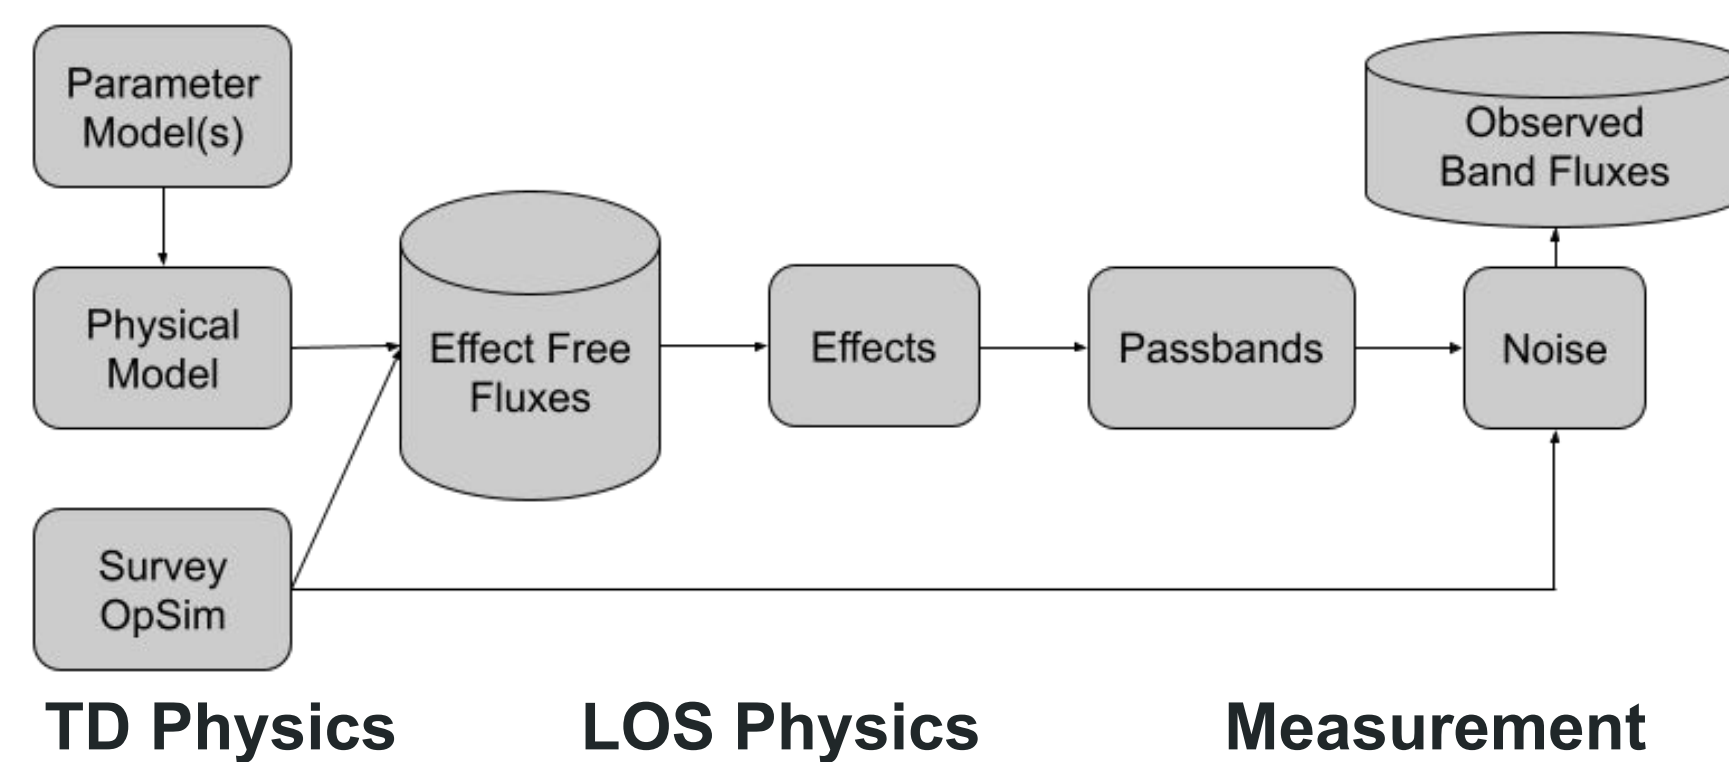 Parameter
Model(s)
Observed
Band Fluxes
Physical
Model
Effect Free
Fluxes
Effects
Passbands
Noise
Survey
OpSim
TD Physics
LOS Physics
Measurement